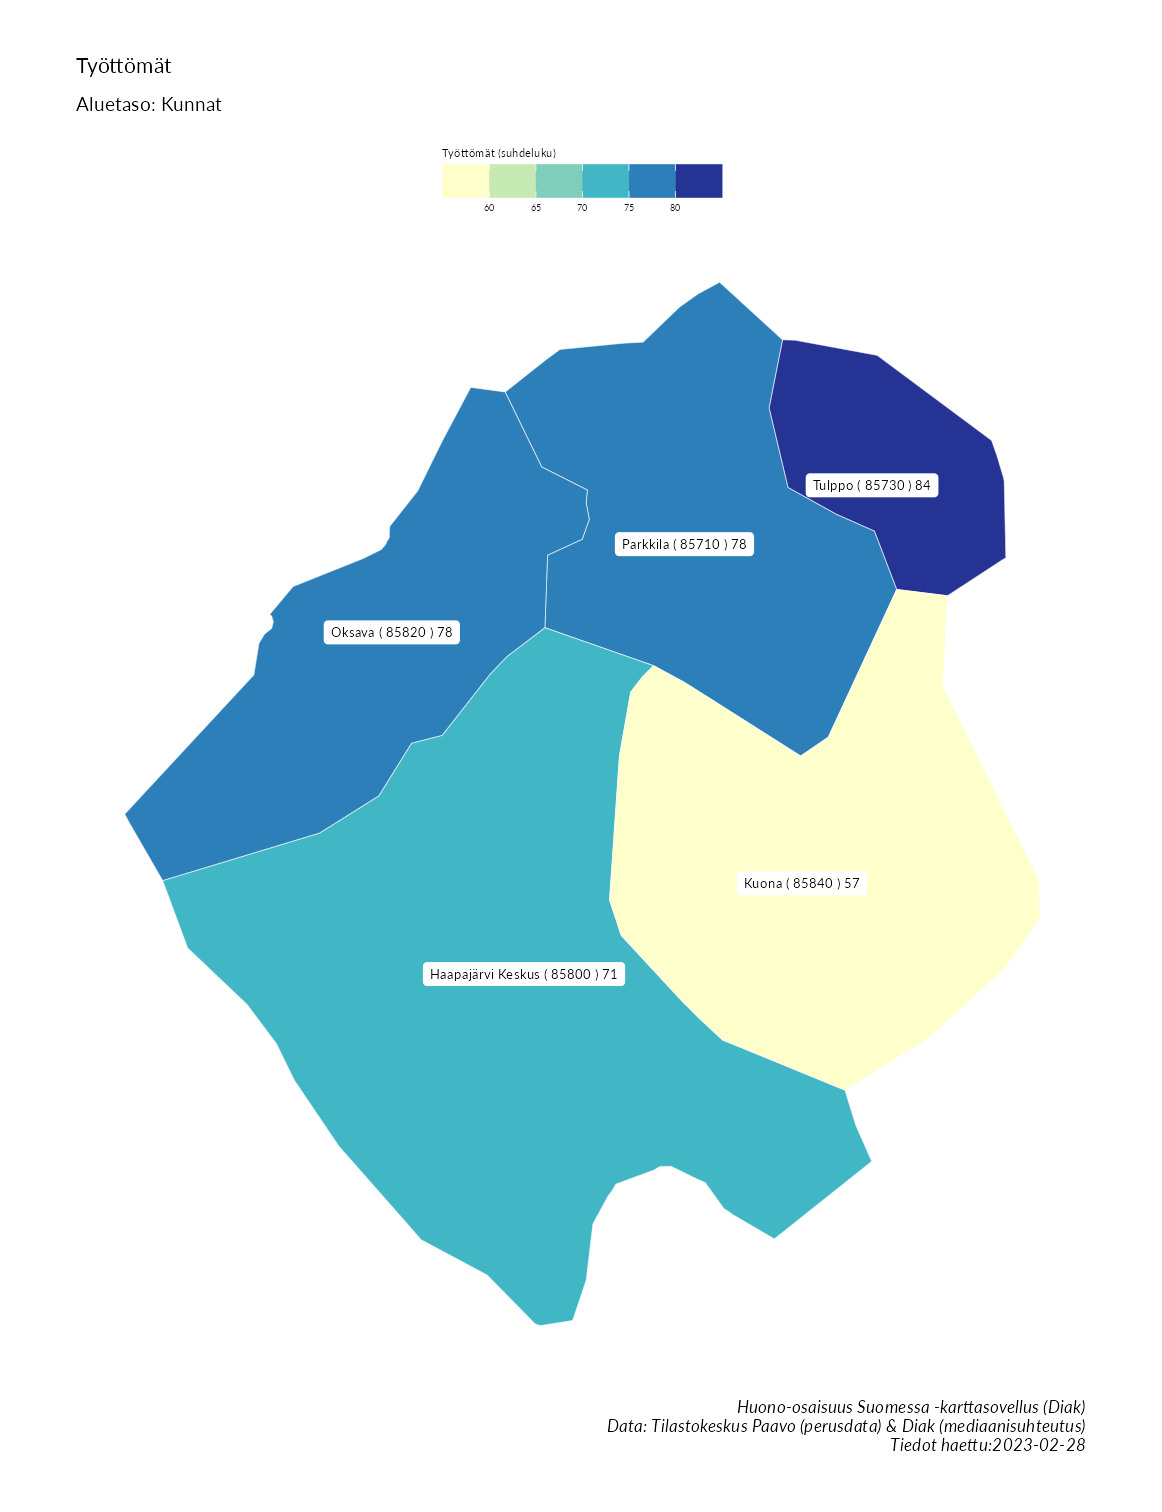 Työttömät
Aluetaso: Kunnat
Työttömät (suhdeluku)
60 65 70 75 80
Tulppo ( 85730 ) 84
Parkkila ( 85710 ) 78
Oksava ( 85820 ) 78
Kuona ( 85840 ) 57
Haapajärvi Keskus ( 85800 ) 71
Huono-osaisuus Suomessa -karttasovellus (Diak)
Data: Tilastokeskus Paavo (perusdata) & Diak (mediaanisuhteutus)
Tiedot haettu:2023-02-28